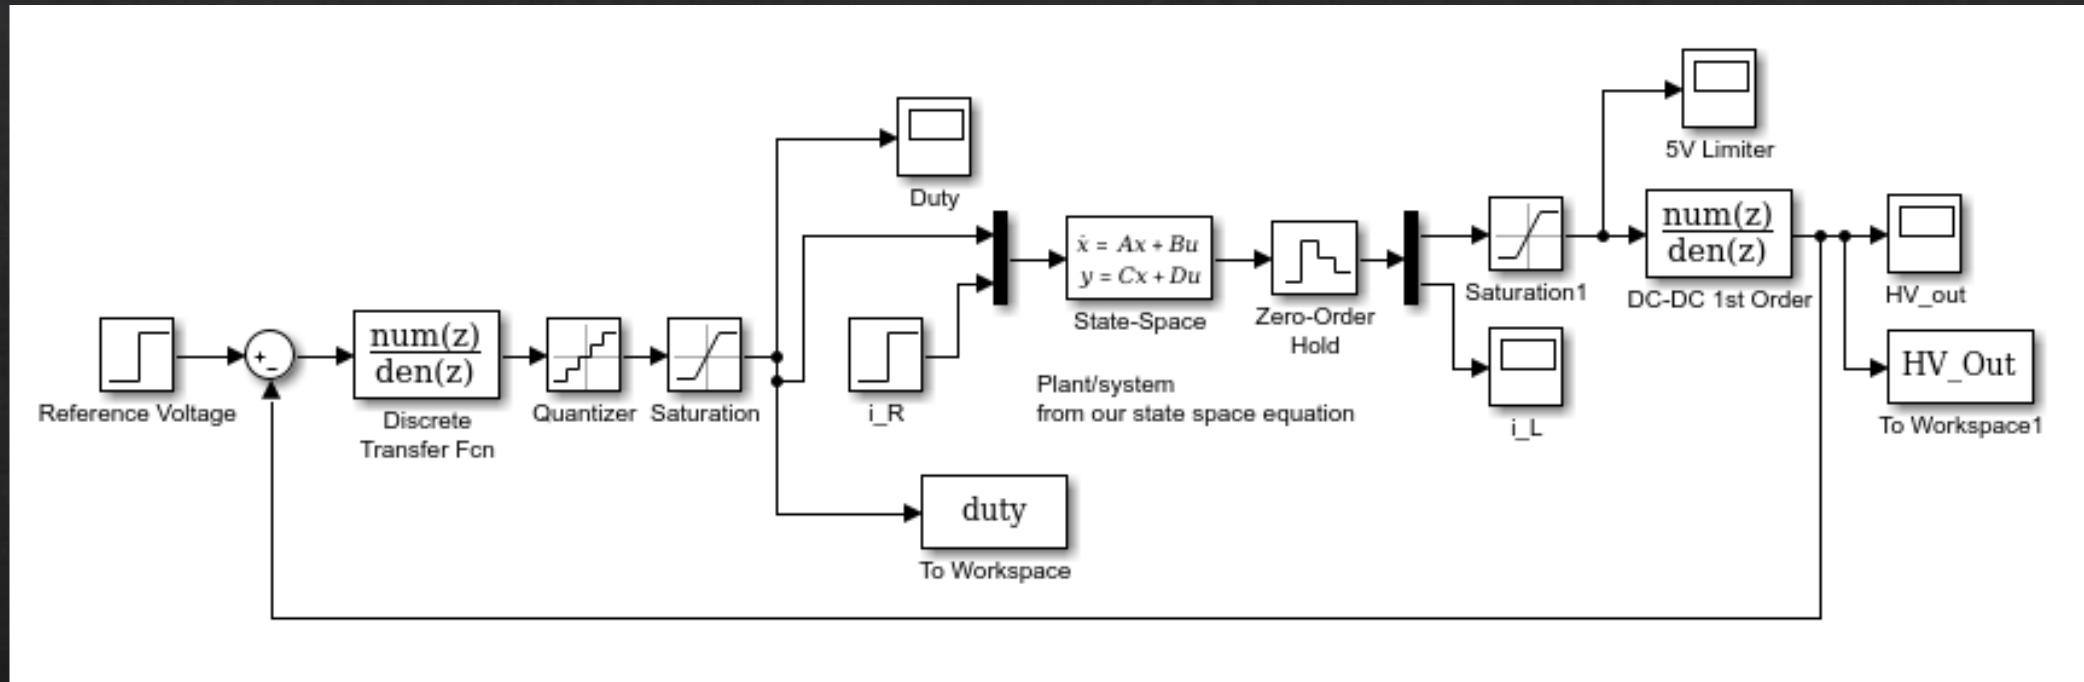 5V Limiter
Duty
num(z)
den(z)
DC-DC 1st Order
HV_out
ẋ = Ax + Bu
y = Cx + Du
State-Space
Zero-Order
Hold
Saturation1
+
-
Reference Voltage
num(z)
den(z)
Discrete
Transfer Fcn
Quantizer
Saturation
i_R
Plant/system
from our state space equation
i_L
HV_Out
To Workspace1
duty
To Workspace